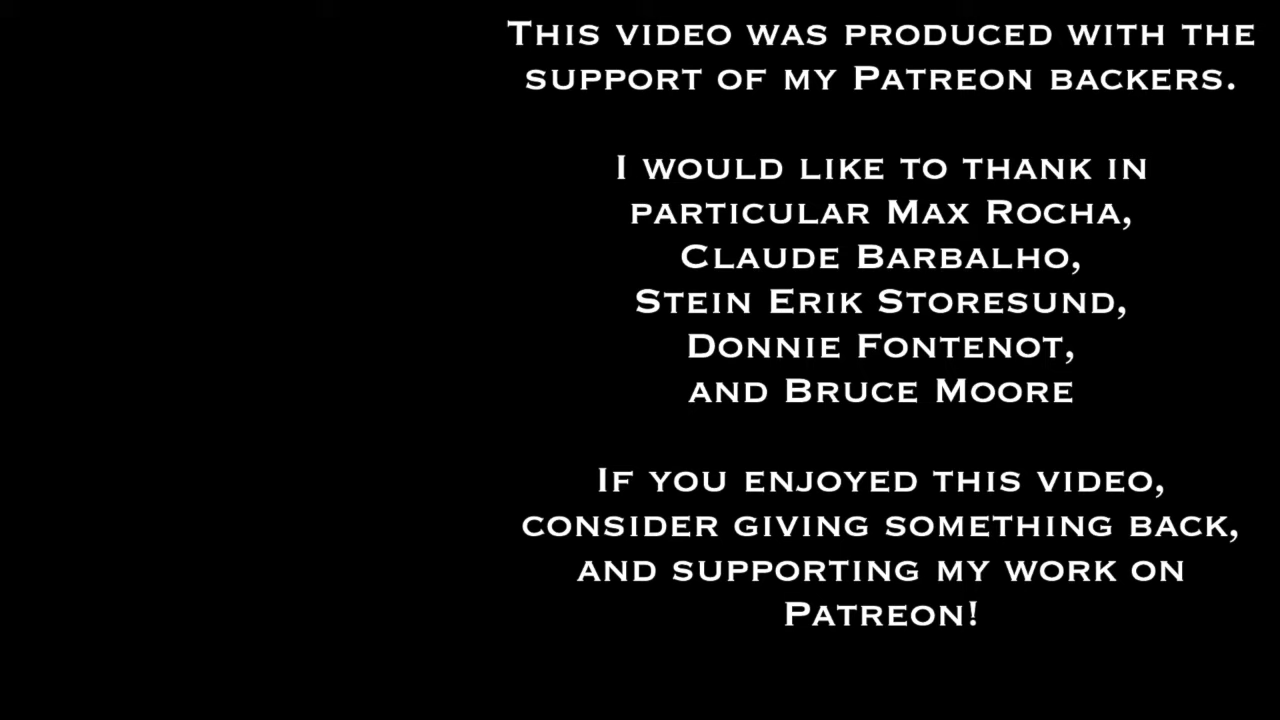 This video was produced with the
support of my Patreon backers.
I would like to thank in
particular Max Rocha,
Claude Barbalho,
Stein Erik Storesund,
Donnie Fontenot,
and Bruce Moore
If you enjoyed this video,
consider giving something back,
and supporting my work on
Patreon!